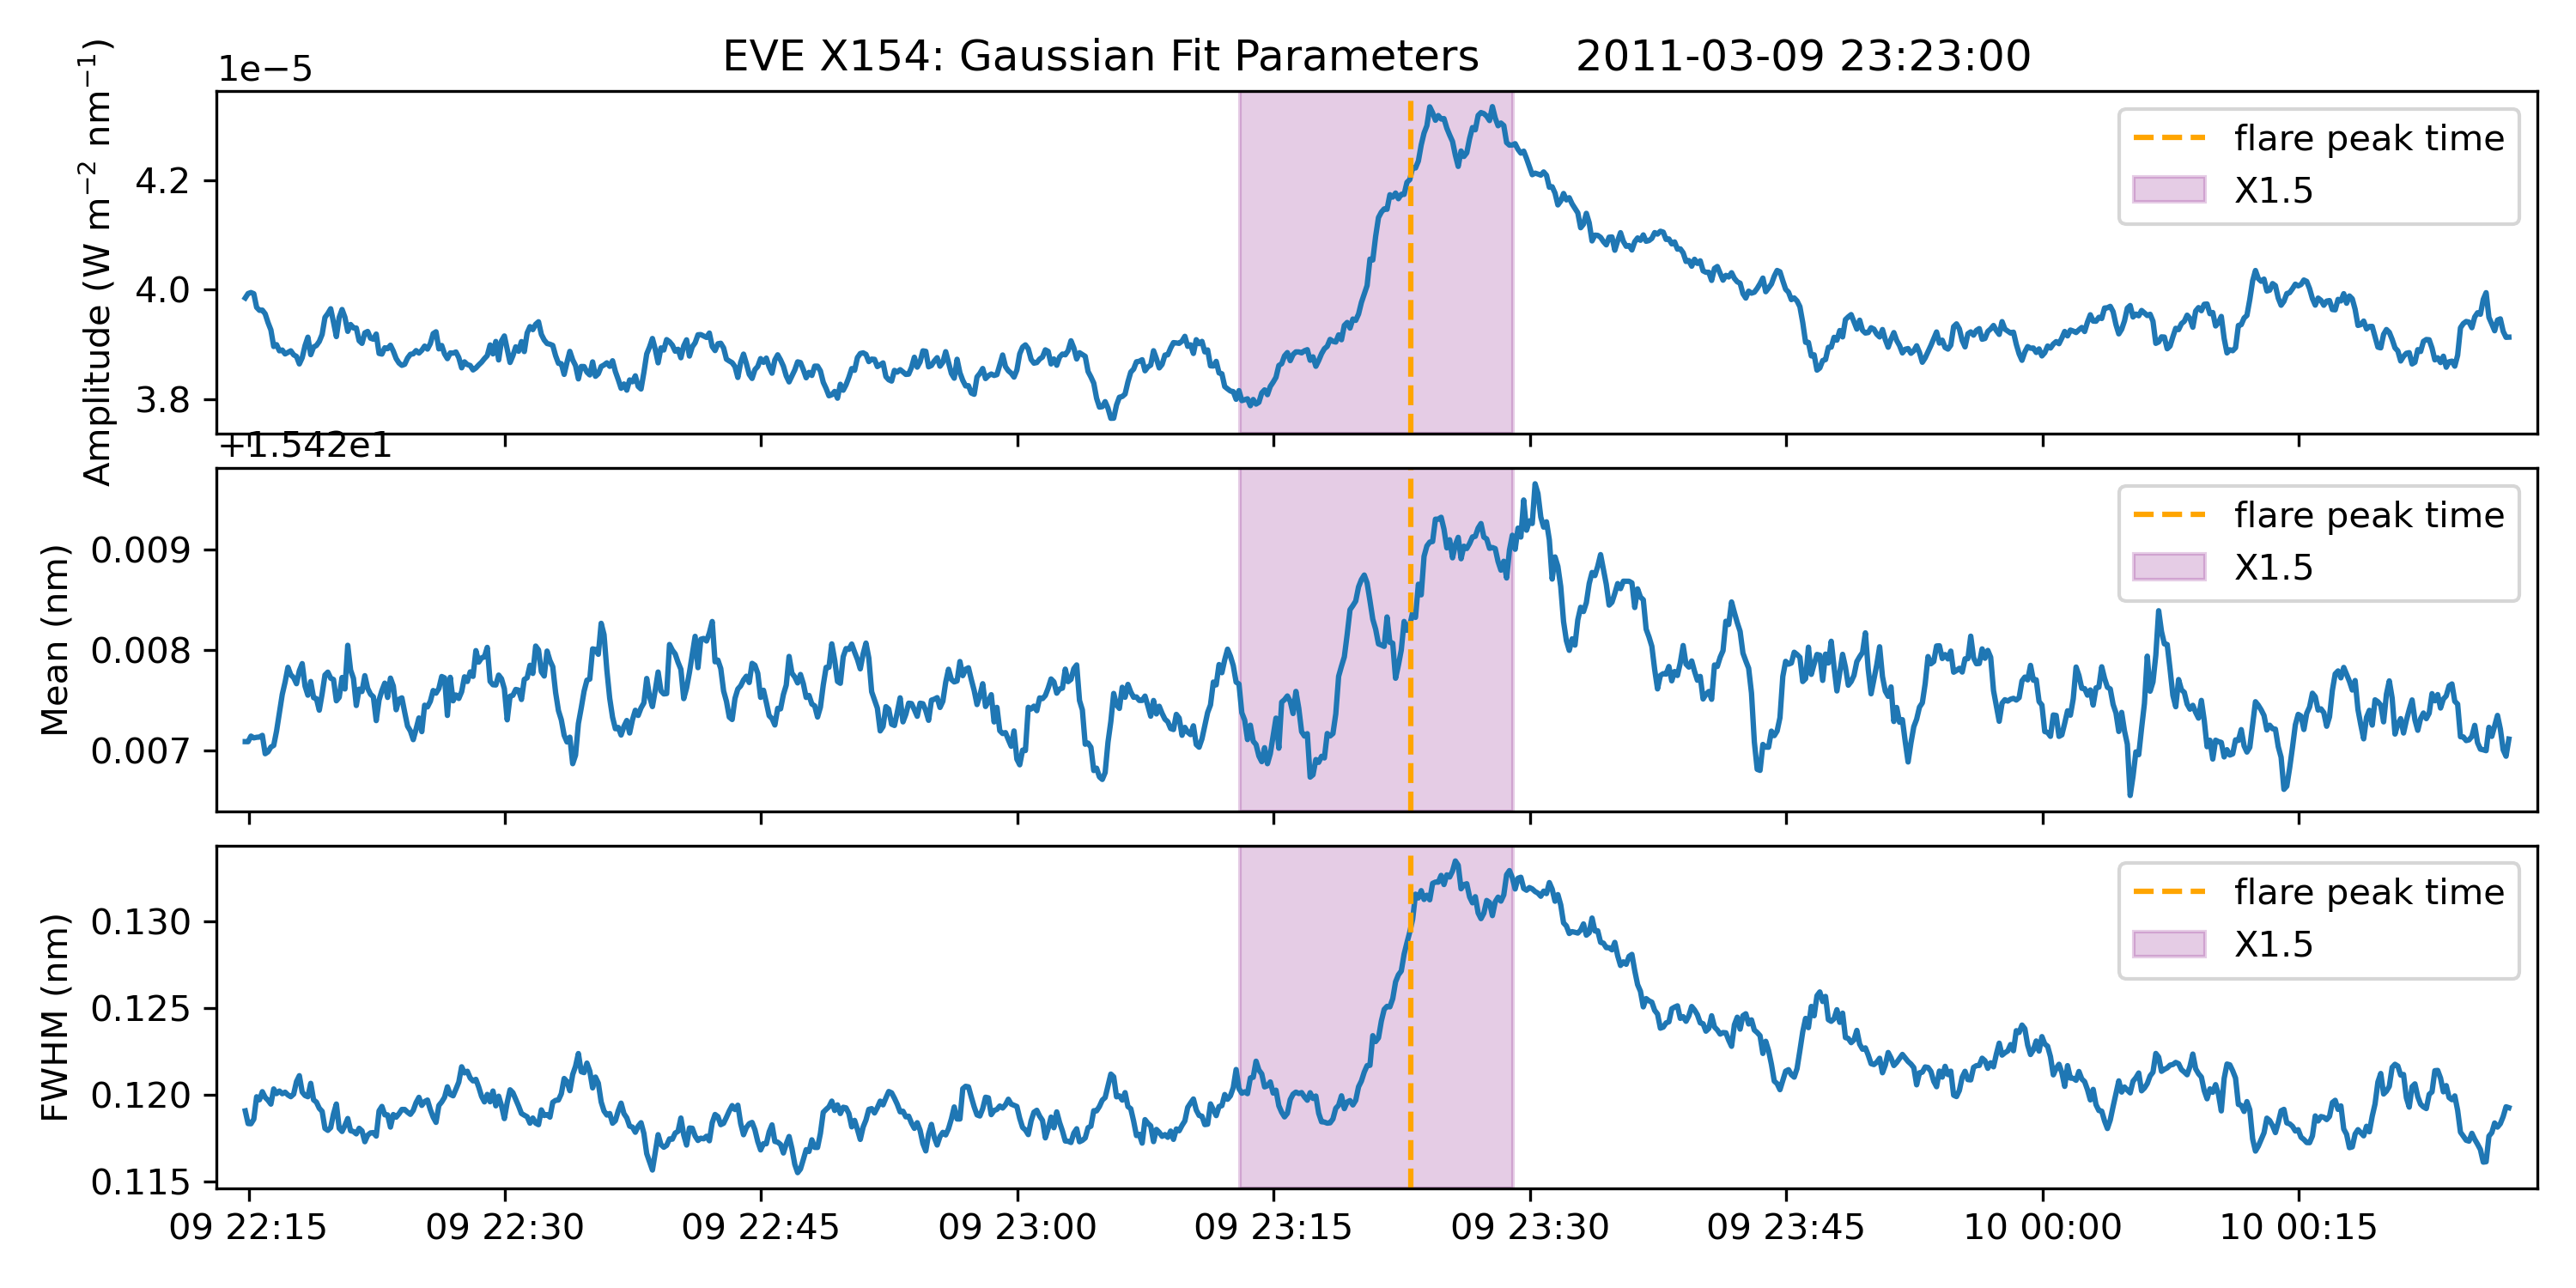 EVE X154: Gaussian Fit Parameters 2011-03-09 23:23:00
1e−5
Amplitude (W m⁻² nm⁻¹)
4.2
4.0
3.8
flare peak time
X1.5
+1.542e1
Mean (nm)
0.009
0.008
0.007
flare peak time
X1.5
FWHM (nm)
0.130
0.125
0.120
0.115
flare peak time
X1.5
09 22:15 09 22:30 09 22:45 09 23:00 09 23:15 09 23:30 09 23:45 10 00:00 10 00:15